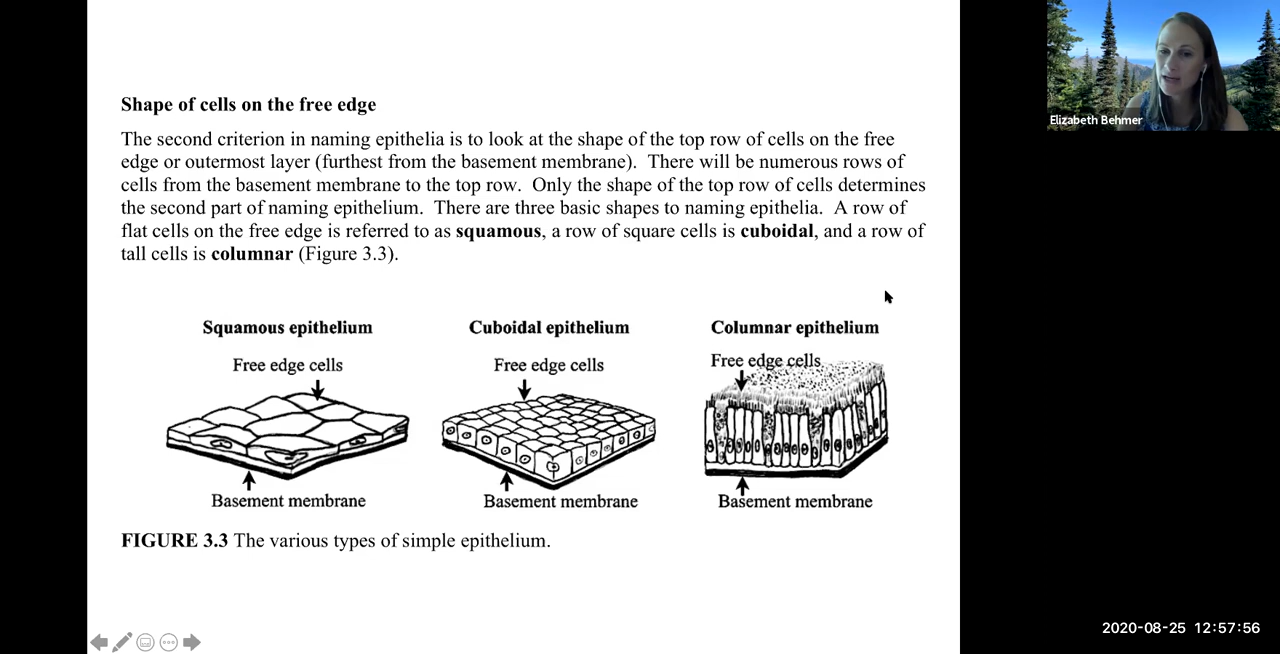 Shape of cells on the free edge
The second criterion in naming epithelia is to look at the shape of the top row of cells on the free
edge or outermost layer (furthest from the basement membrane).  There will be numerous rows of
cells from the basement membrane to the top row.  Only the shape of the top row of cells determines
the second part of naming epithelium.  There are three basic shapes to naming epithelia.  A row of
flat cells on the free edge is referred to as squamous, a row of square cells is cuboidal, and a row of
tall cells is columnar (Figure 3.3).
Squamous epithelium
Free edge cells
Basement membrane
Cuboidal epithelium
Free edge cells
Basement membrane
Columnar epithelium
Free edge cells
Basement membrane
FIGURE 3.3 The various types of simple epithelium.
Elizabeth Behmer
2020-08-25 12:57:56